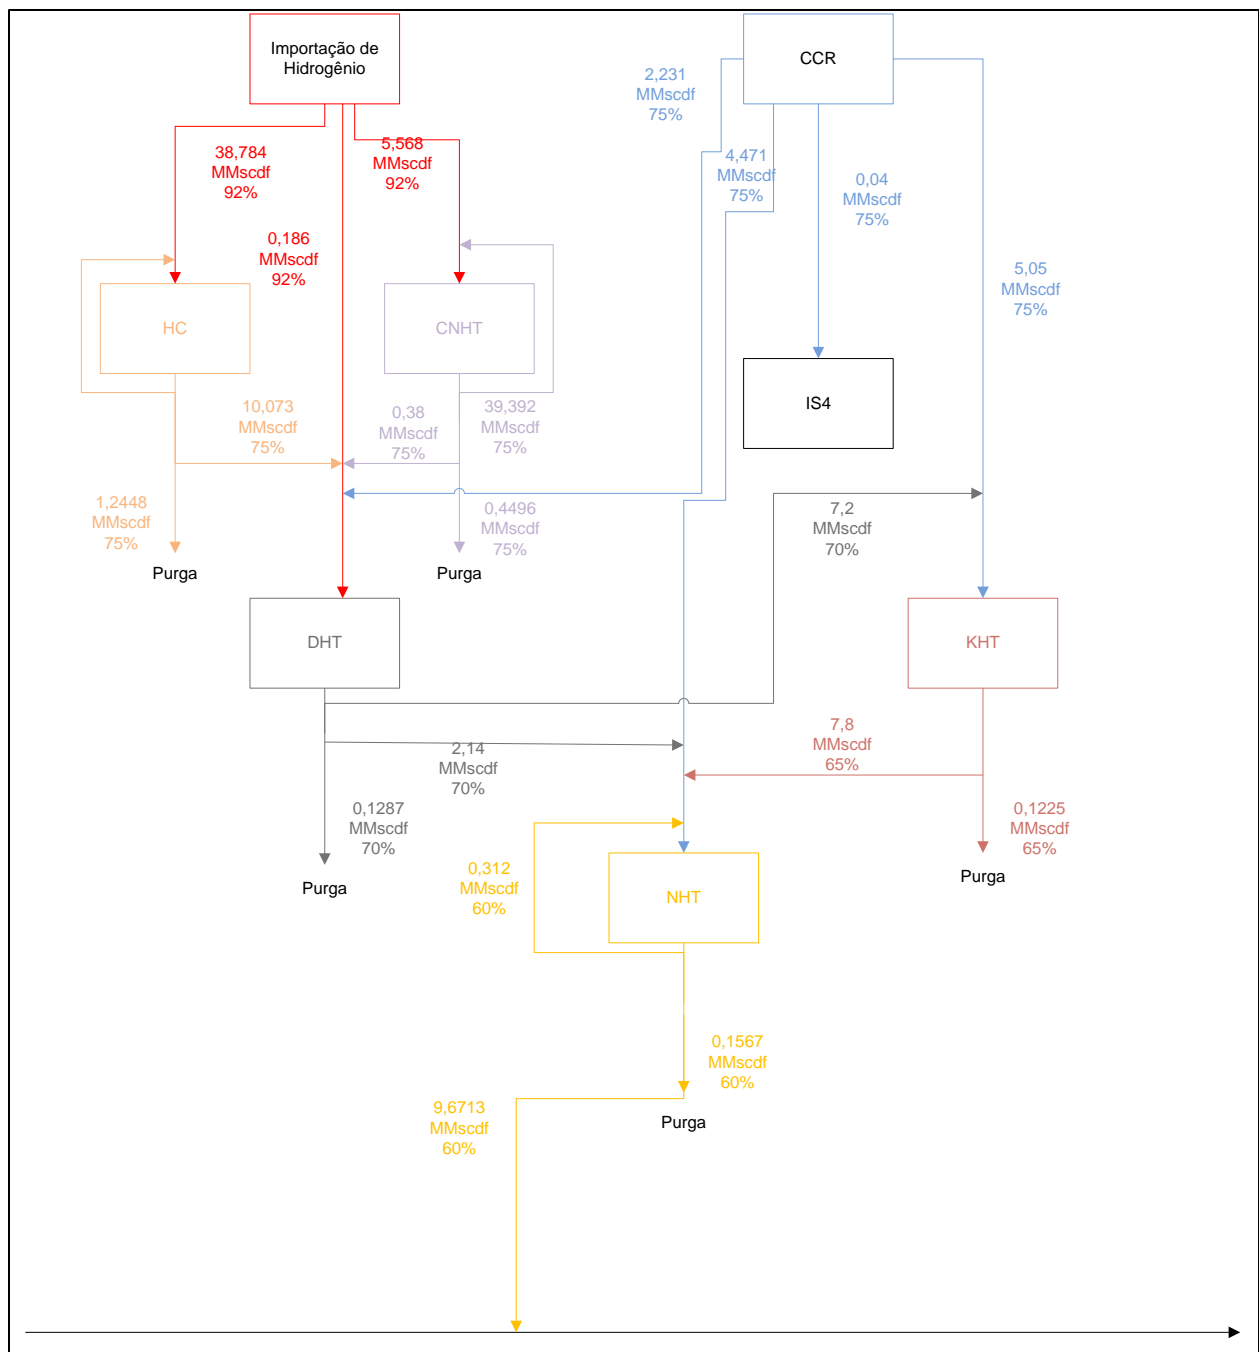 Importação de
Hidrogênio
CCR
2,231
MMscdf
75%
38,784
MMscdf
92%
5,568
MMscdf
92%
4,471
MMscdf
75%
0,04
MMscdf
75%
0,186
MMscdf
92%
5,05
MMscdf
75%
HC
CNHT
IS4
10,073
MMscdf
75%
0,38
MMscdf
75%
39,392
MMscdf
75%
1,2448
MMscdf
75%
0,4496
MMscdf
75%
7,2
MMscdf
70%
Purga
Purga
DHT
KHT
2,14
MMscdf
70%
7,8
MMscdf
65%
0,1287
MMscdf
70%
0,1225
MMscdf
65%
Purga
0,312
MMscdf
60%
NHT
Purga
0,1567
MMscdf
60%
9,6713
MMscdf
60%
Purga